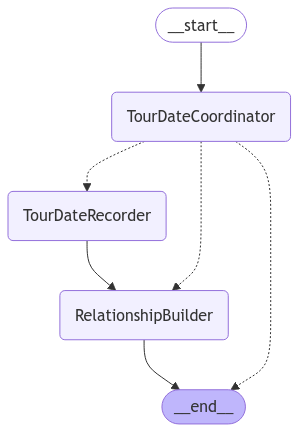 __start__
TourDateCoordinator
TourDateRecorder
RelationshipBuilder
__end__